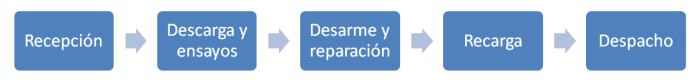 Recepción
Descarga y
ensayos
Desarme y
reparación
Recarga
Despacho